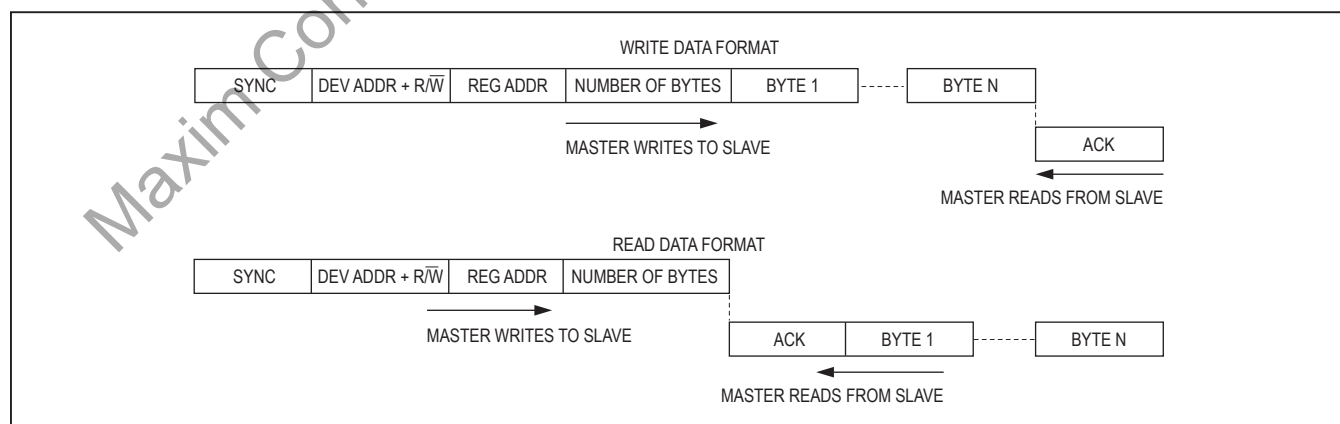 Maxim Con
WRITE DATA FORMAT
SYNC DEV ADDR + R/W̅ REG ADDR NUMBER OF BYTES BYTE 1 BYTE N
MASTER WRITES TO SLAVE
ACK
MASTER READS FROM SLAVE
READ DATA FORMAT
SYNC DEV ADDR + R/W̅ REG ADDR NUMBER OF BYTES
MASTER WRITES TO SLAVE
ACK BYTE 1 BYTE N
MASTER READS FROM SLAVE